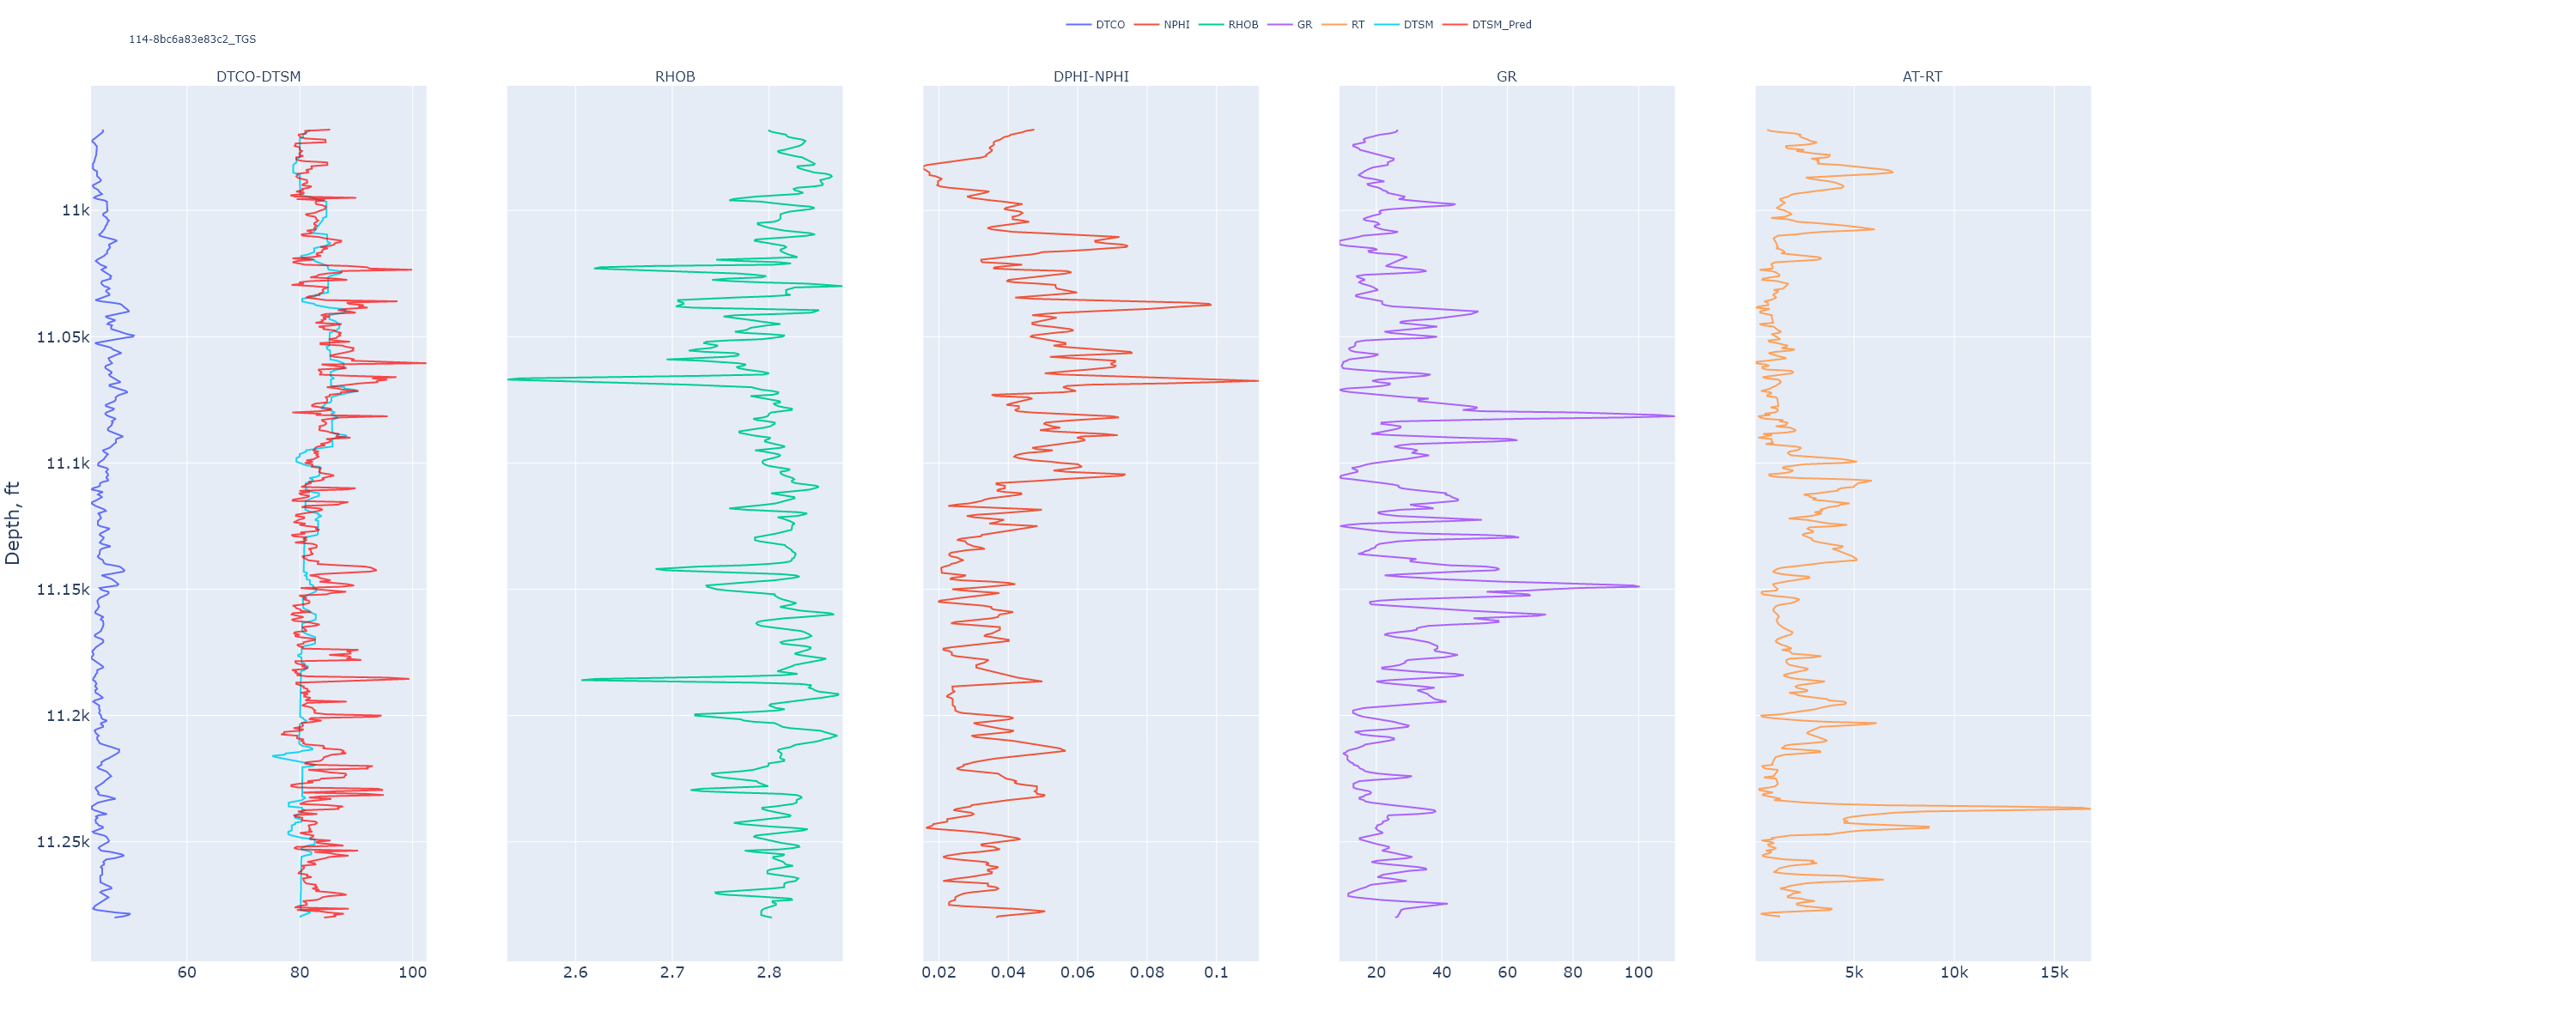 DTCO NPHI RHOB GR RT DTSM DTSM_Pred
114-8bc6a83e83c2_TGS
DTCO-DTSM RHOB DPHI-NPHI GR AT-RT
Depth, ft
11k
11.05k
11.1k
11.15k
11.2k
11.25k
60 80 100 2.6 2.7 2.8 0.02 0.04 0.06 0.08 0.1 20 40 60 80 100 5k 10k 15k